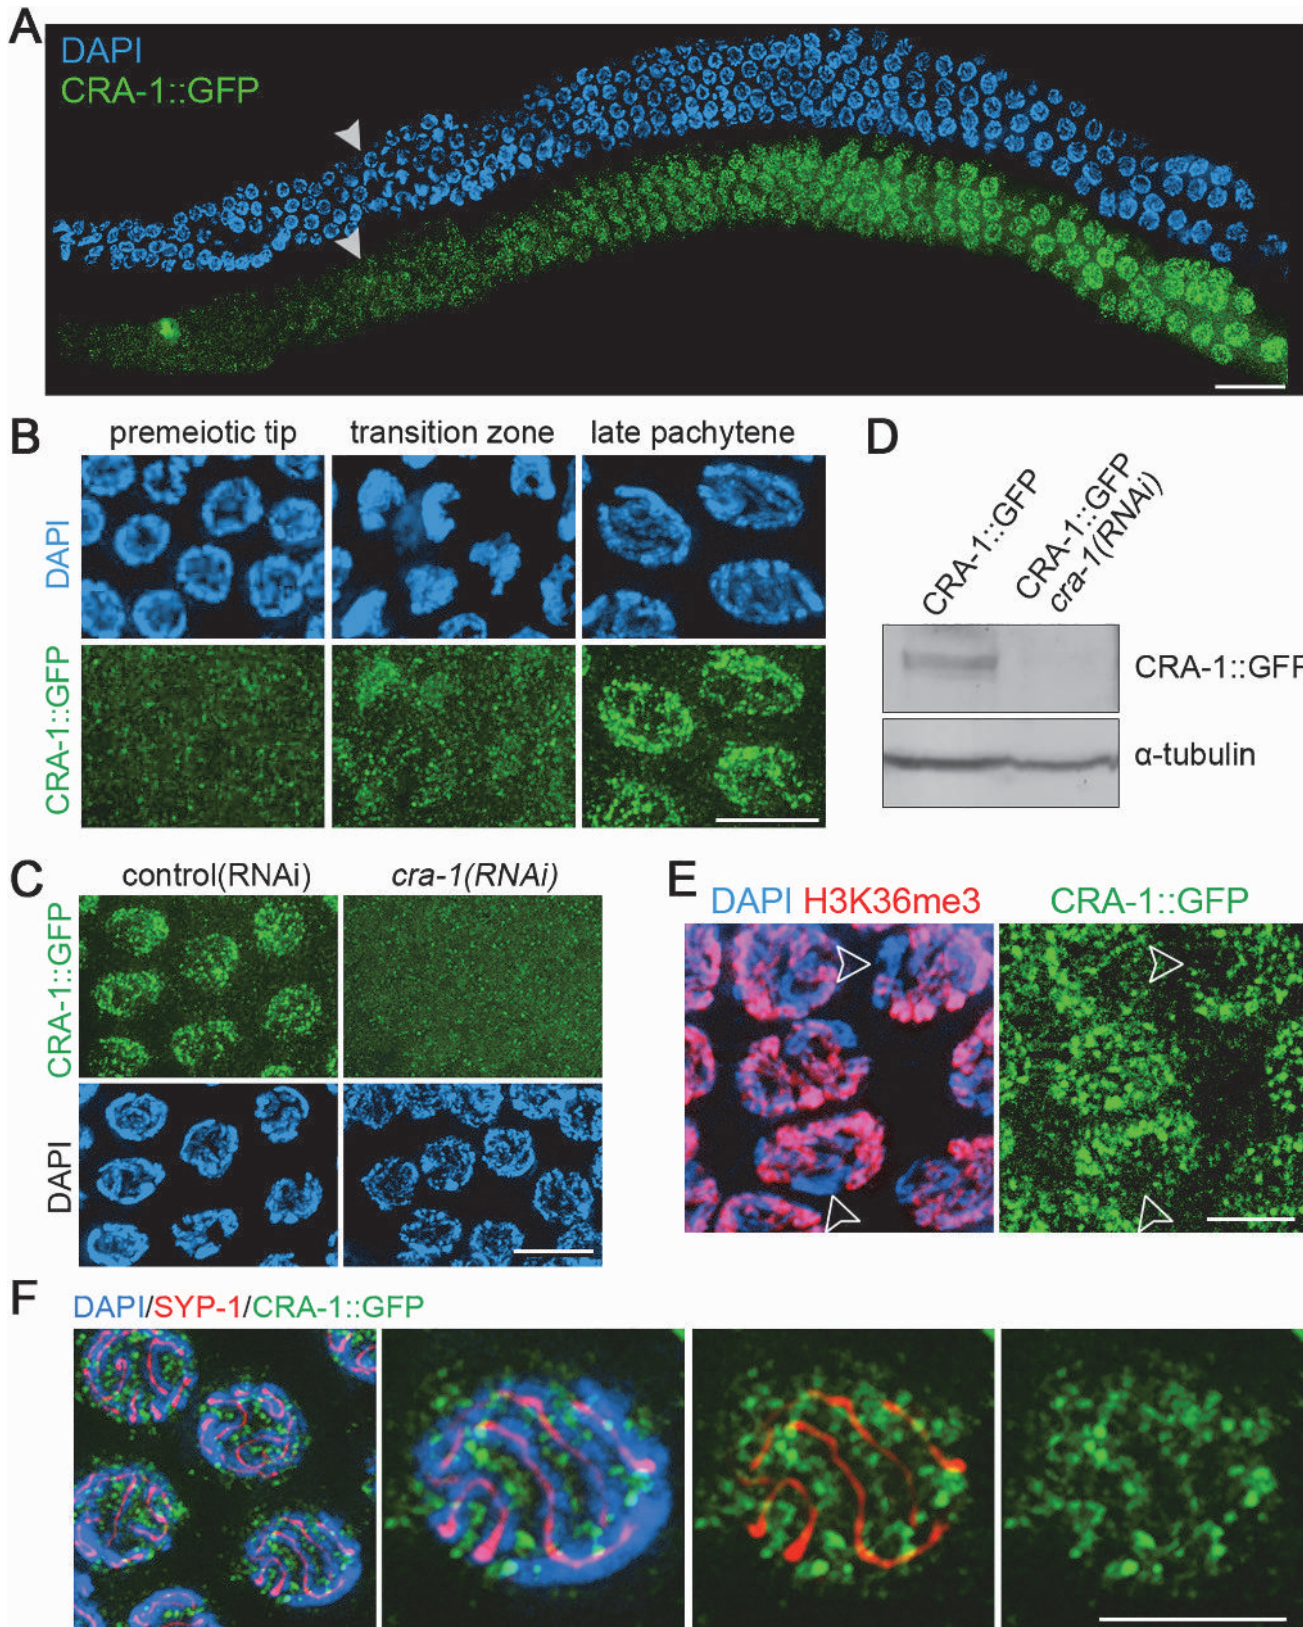 A
DAPI
CRA-1::GFP
B
premeiotic tip
transition zone
late pachytene
DAPI
CRA-1::GFP
D
CRA-1::GFP
CRA-1::GFP
cra-1(RNAi)
CRA-1::GFP
α-tubulin
C
control(RNAi)
cra-1(RNAi)
CRA-1::GFP
DAPI
E
DAPI H3K36me3
CRA-1::GFP
F
DAPI/SYP-1/CRA-1::GFP